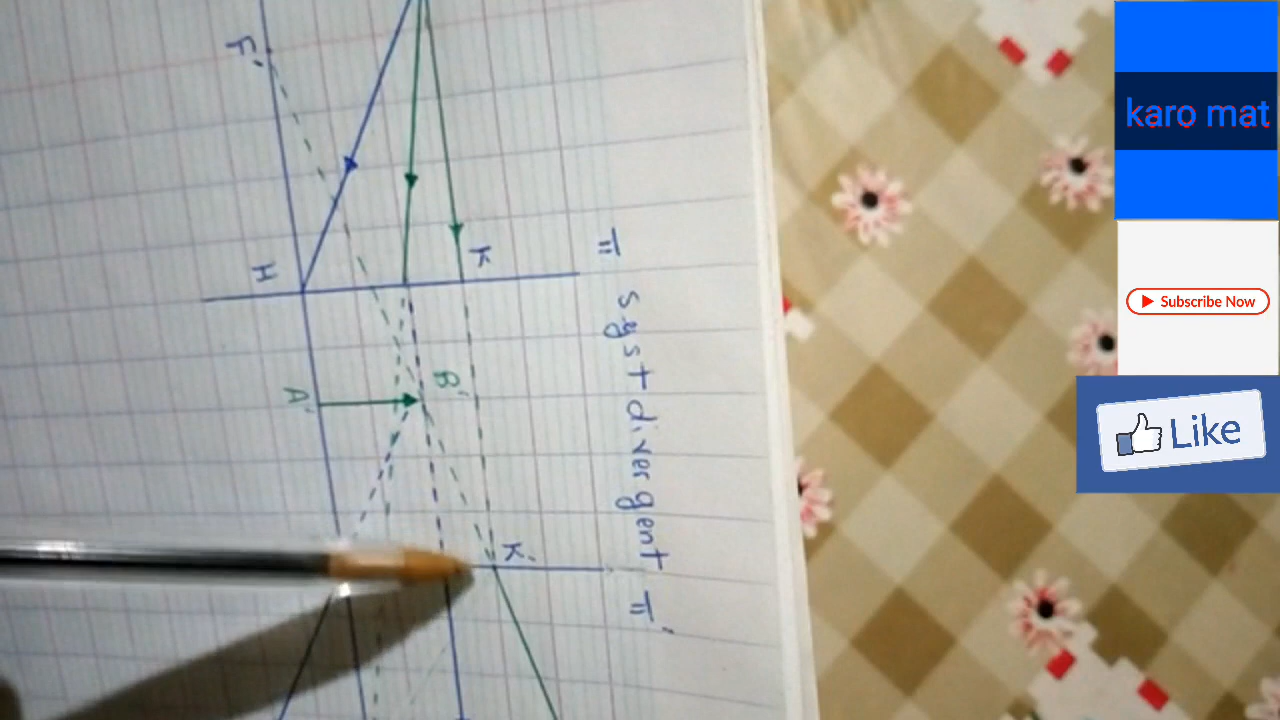 π syst divergent π'
K
K'
F'
H
B'
A'
karo mat
Subscribe Now
Like